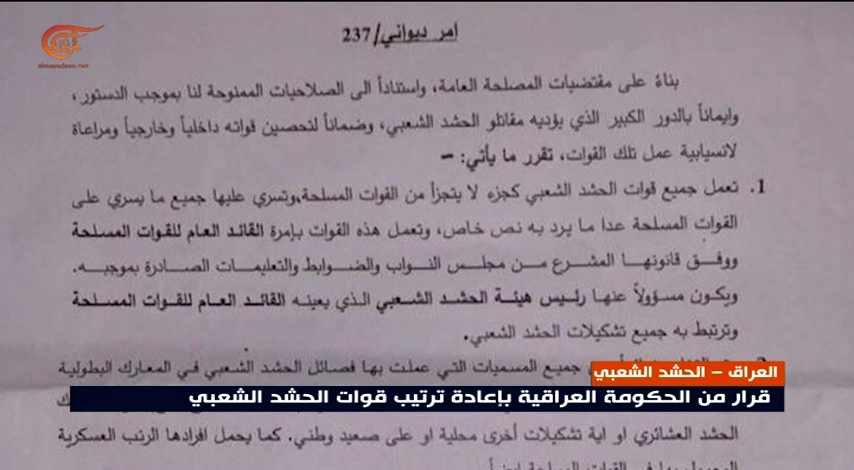 almayadeen.net
امر ديواني/237
بناءً على مقتضيات المصلحة العامة، واستناداً الى الصلاحيات الممنوحة لنا بموجب الدستور،
وايماناً بالدور الكبير الذي يؤديه مقاتلو الحشد الشعبي، وضماناً لتحصين قواته داخلياً وخارجياً ومراعاة
لانسيابية عمل تلك القوات، تقرر ما يأتي: –
1. تعمل جميع قوات الحشد الشعبي كجزء لا يتجزأ من القوات المسلحة،وتسري عليها جميع ما يسري على
القوات المسلحة عدا ما يرد به نص خاص، وتعمل هذه القوات بإمرة القائد العام للقوات المسلحة
ووفق قانونها المشرع من مجلس النواب والضوابط والتعليمات الصادرة بموجبه.
ويكون مسؤولاً عنها رئيس هيئة الحشد الشعبي الذي يعينه القائد العام للقوات المسلحة
وترتبط به جميع تشكيلات الحشد الشعبي.
جميع المسميات التي عملت بها فصائل الحشد الشعبي في المعارك البطولية
العراق – الحشد الشعبي
قرار من الحكومة العراقية بإعادة ترتيب قوات الحشد الشعبي
الحشد العشائري او اية تشكيلات أخرى محلية او على صعيد وطني. كما يحمل افرادها الرتب العسكرية